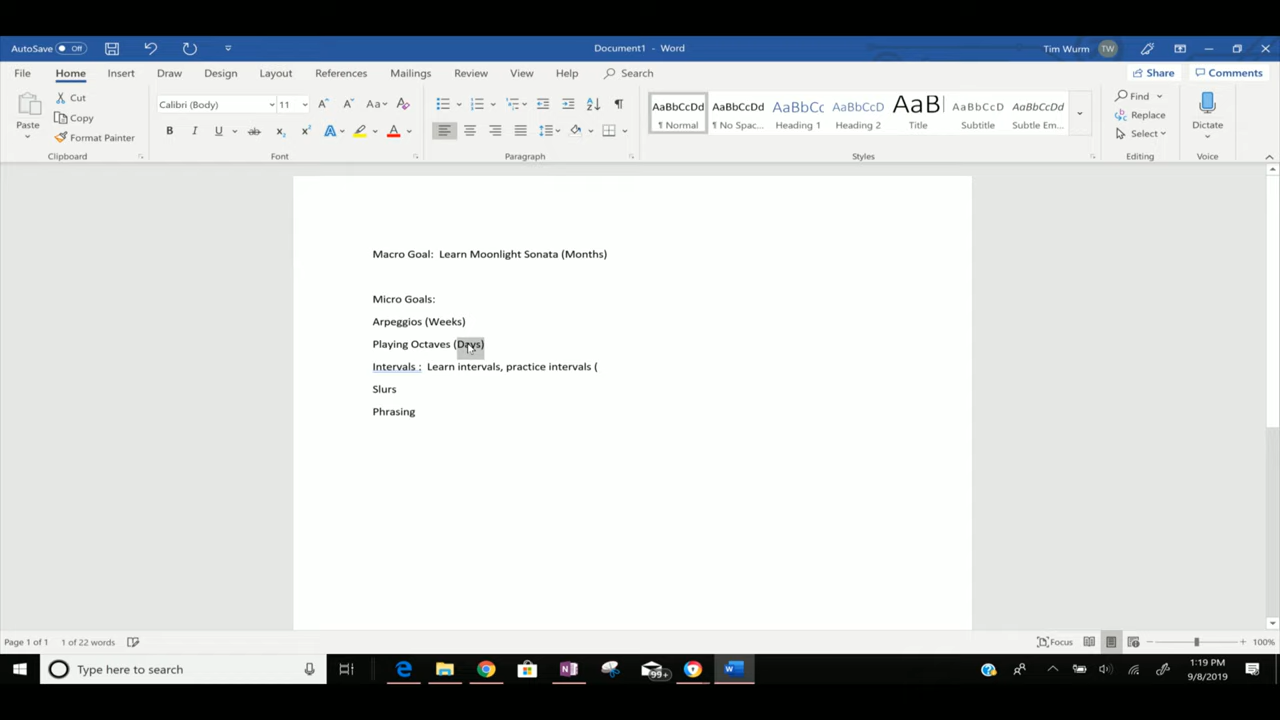 AutoSave Off Document1 - Word Tim Wurm TW
File Home Insert Draw Design Layout References Mailings Review View Help Search Share Comments
Paste Cut Copy Format Painter
Clipboard
Calibri (Body) 11 Aa
B I U ab x₂ x² A A
Font
Paragraph
AaBbCcDd AaBbCcDd AaBbCc AaBbCcD AaB AaBbCcD AaBbCcDd
¶ Normal ¶ No Spac... Heading 1 Heading 2 Title Subtitle Subtle Em...
Styles
Find
Replace
Select
Editing
Dictate
Voice
Macro Goal: Learn Moonlight Sonata (Months)
Micro Goals:
Arpeggios (Weeks)
Playing Octaves (Days)
Intervals : Learn intervals, practice intervals (
Slurs
Phrasing
Page 1 of 1 1 of 22 words Focus 100%
Type here to search 99+ 1:19 PM
9/8/2019